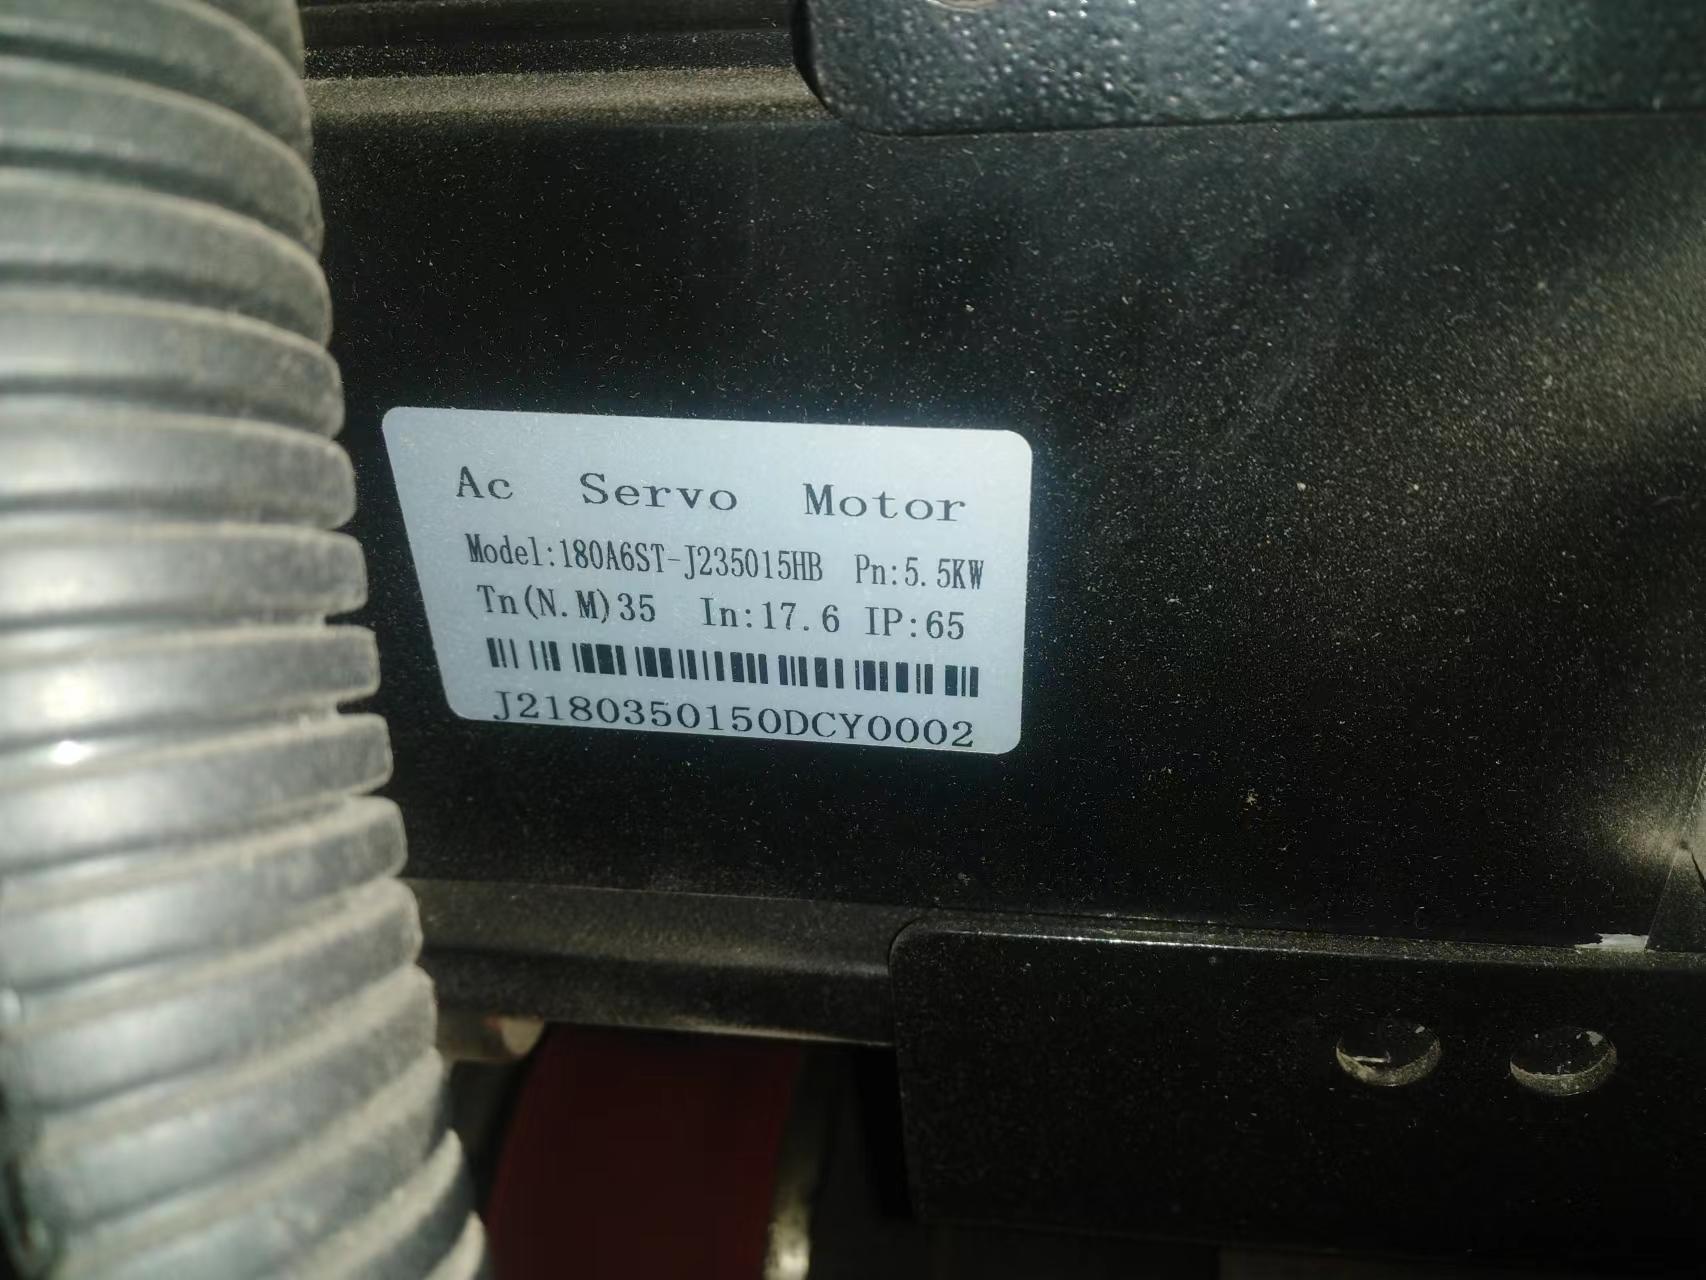 Ac Servo Motor
Model:180A6ST-J235015HB Pn:5.5KW
Tn(N.M)35 In:17.6 IP:65
J2180350150DCY0002